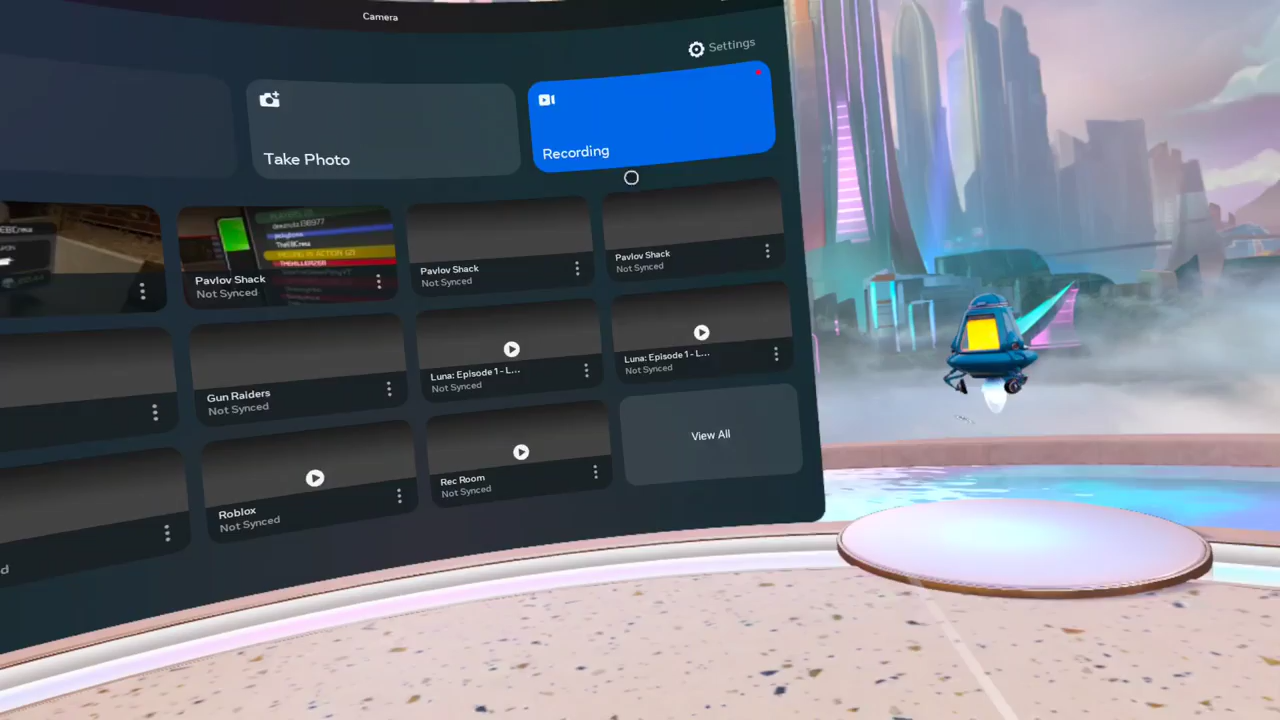 Camera
Settings
Take Photo
Recording
Pavlov Shack
Not Synced
Pavlov Shack
Not Synced
Pavlov Shack
Not Synced
Gun Raiders
Not Synced
Luna: Episode 1 - L...
Not Synced
Luna: Episode 1 - L...
Not Synced
Roblox
Not Synced
Rec Room
Not Synced
View All